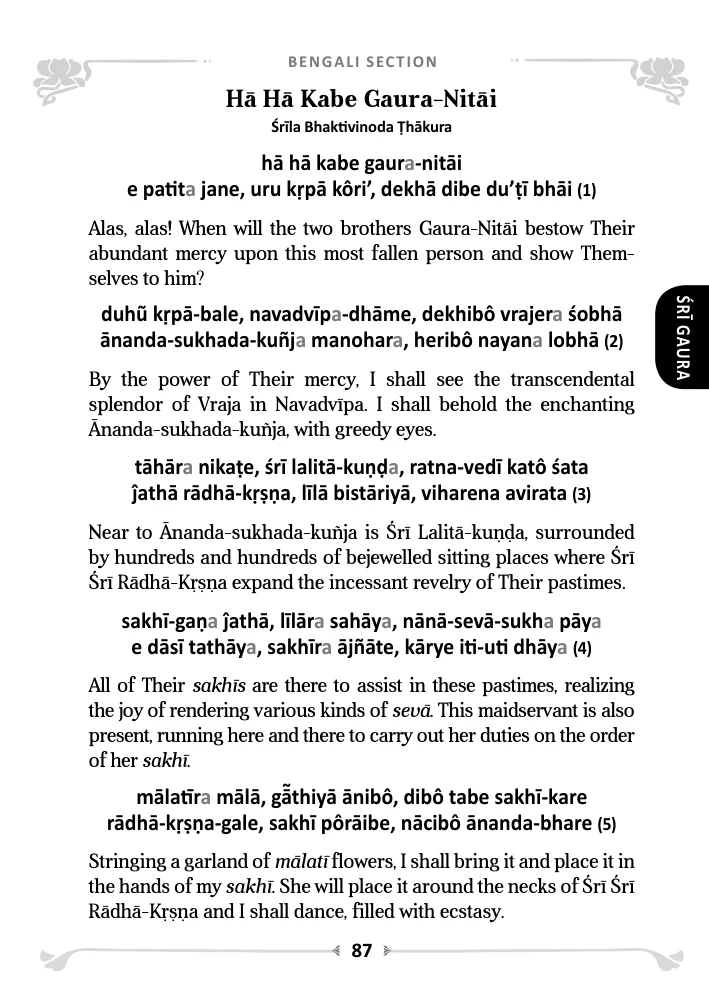 BENGALI SECTION
Hā Hā Kabe Gaura-Nitāi
Śrīla Bhaktivinoda Ṭhākura
hā hā kabe gaura-nitāi
e patita jane, uru kṛpā kôri’, dekhā dibe du’ṭī bhāi (1)
Alas, alas! When will the two brothers Gaura-Nitāi bestow Their
abundant mercy upon this most fallen person and show Them-
selves to him?
duhũ kṛpā-bale, navadvīpa-dhāme, dekhibô vrajera śobhā
ānanda-sukhada-kuñja manohara, heribô nayana lobhā (2)
By the power of Their mercy, I shall see the transcendental
splendor of Vraja in Navadvīpa. I shall behold the enchanting
Ānanda-sukhada-kuñja, with greedy eyes.
ŚRĪ GAURA
tāhāra nikaṭe, śrī lalitā-kuṇḍa, ratna-vedī katô śata
ĵathā rādhā-kṛṣṇa, līlā bistāriyā, viharena avirata (3)
Near to Ānanda-sukhada-kuñja is Śrī Lalitā-kuṇḍa, surrounded
by hundreds and hundreds of bejewelled sitting places where Śrī
Śrī Rādhā-Kṛṣṇa expand the incessant revelry of Their pastimes.
sakhī-gaṇa ĵathā, līlāra sahāya, nānā-sevā-sukha pāya
e dāsī tathāya, sakhīra ājñāte, kārye iti-uti dhāya (4)
All of Their sakhīs are there to assist in these pastimes, realizing
the joy of rendering various kinds of sevā. This maidservant is also
present, running here and there to carry out her duties on the order
of her sakhī.
mālatīra mālā, gā̃thiyā ānibô, dibô tabe sakhī-kare
rādhā-kṛṣṇa-gale, sakhī pôrāibe, nācibô ānanda-bhare (5)
Stringing a garland of mālatī flowers, I shall bring it and place it in
the hands of my sakhī. She will place it around the necks of Śrī Śrī
Rādhā-Kṛṣṇa and I shall dance, filled with ecstasy.
87